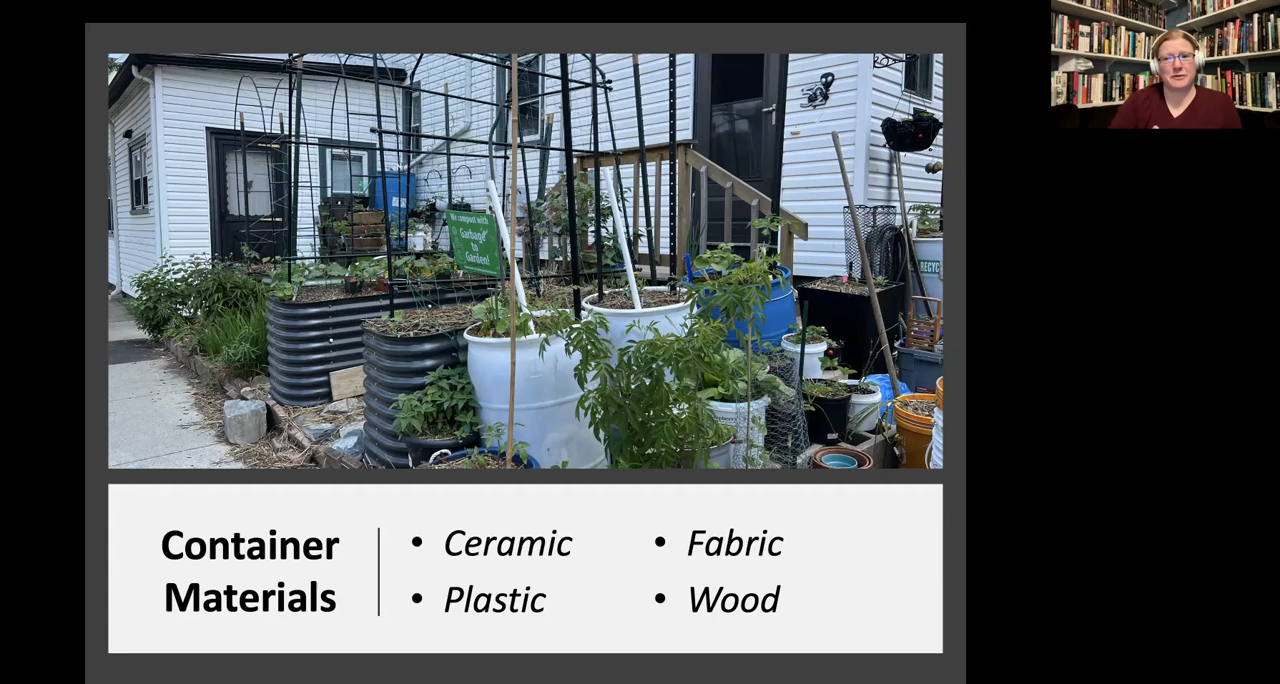 We compost with
Garbage
to
Garden!
RECYC
Container
Materials
• Ceramic
• Plastic
• Fabric
• Wood